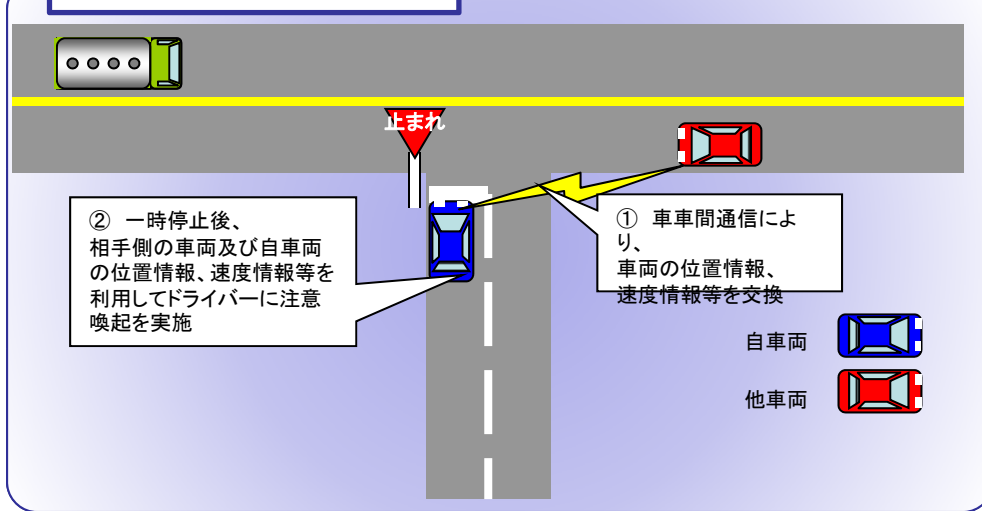 止まれ
② 一時停止後、
相手側の車両及び自車両
の位置情報、速度情報等を
利用してドライバーに注意
喚起を実施
① 車車間通信によ
り、
車両の位置情報、
速度情報等を交換
自車両
他車両